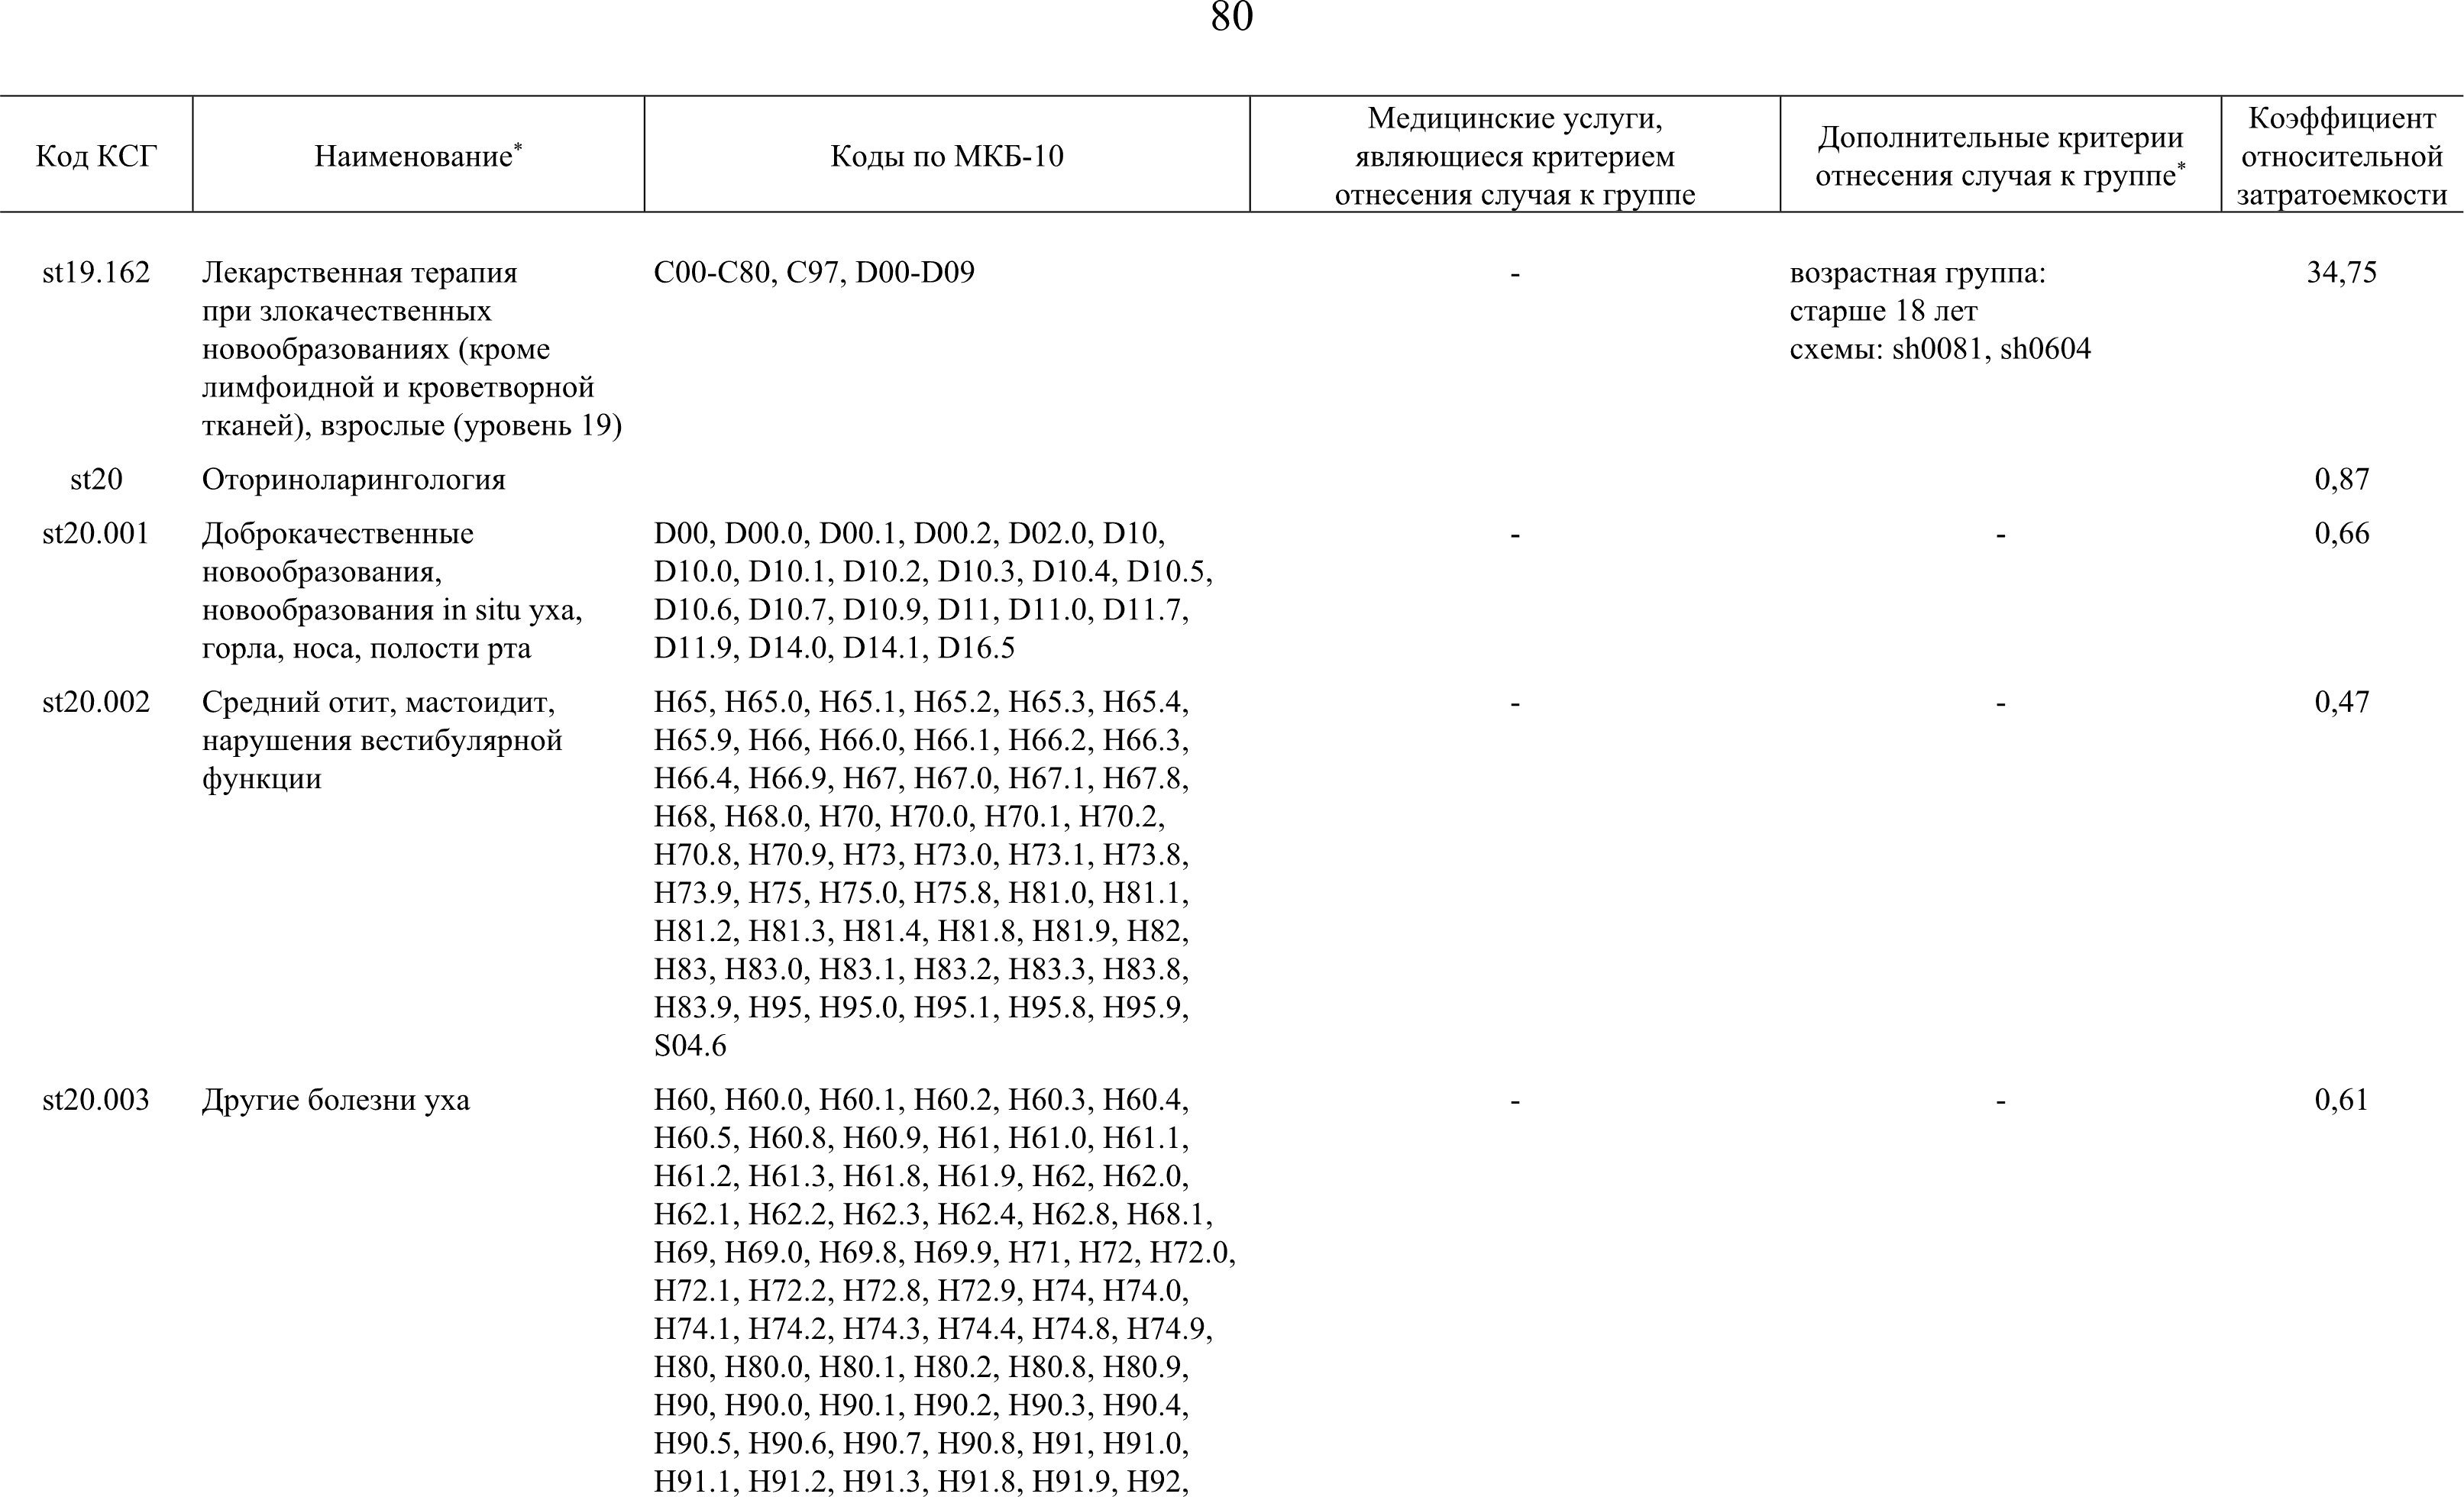 80
Код КСГ
Наименование*
Коды по МКБ-10
Медицинские услуги,
являющиеся критерием
отнесения случая к группе
Дополнительные критерии
отнесения случая к группе*
Коэффициент
относительной
затратоемкости
st19.162
Лекарственная терапия
при злокачественных
новообразованиях (кроме
лимфоидной и кроветворной
тканей), взрослые (уровень 19)
C00-C80, C97, D00-D09
-
возрастная группа:
старше 18 лет
схемы: sh0081, sh0604
34,75
st20
Оториноларингология
0,87
st20.001
Доброкачественные
новообразования,
новообразования in situ уха,
горла, носа, полости рта
D00, D00.0, D00.1, D00.2, D02.0, D10,
D10.0, D10.1, D10.2, D10.3, D10.4, D10.5,
D10.6, D10.7, D10.9, D11, D11.0, D11.7,
D11.9, D14.0, D14.1, D16.5
-
-
0,66
st20.002
Средний отит, мастоидит,
нарушения вестибулярной
функции
H65, H65.0, H65.1, H65.2, H65.3, H65.4,
H65.9, H66, H66.0, H66.1, H66.2, H66.3,
H66.4, H66.9, H67, H67.0, H67.1, H67.8,
H68, H68.0, H70, H70.0, H70.1, H70.2,
H70.8, H70.9, H73, H73.0, H73.1, H73.8,
H73.9, H75, H75.0, H75.8, H81.0, H81.1,
H81.2, H81.3, H81.4, H81.8, H81.9, H82,
H83, H83.0, H83.1, H83.2, H83.3, H83.8,
H83.9, H95, H95.0, H95.1, H95.8, H95.9,
S04.6
-
-
0,47
st20.003
Другие болезни уха
H60, H60.0, H60.1, H60.2, H60.3, H60.4,
H60.5, H60.8, H60.9, H61, H61.0, H61.1,
H61.2, H61.3, H61.8, H61.9, H62, H62.0,
H62.1, H62.2, H62.3, H62.4, H62.8, H68.1,
H69, H69.0, H69.8, H69.9, H71, H72, H72.0,
H72.1, H72.2, H72.8, H72.9, H74, H74.0,
H74.1, H74.2, H74.3, H74.4, H74.8, H74.9,
H80, H80.0, H80.1, H80.2, H80.8, H80.9,
H90, H90.0, H90.1, H90.2, H90.3, H90.4,
H90.5, H90.6, H90.7, H90.8, H91, H91.0,
H91.1, H91.2, H91.3, H91.8, H91.9, H92,
-
-
0,61